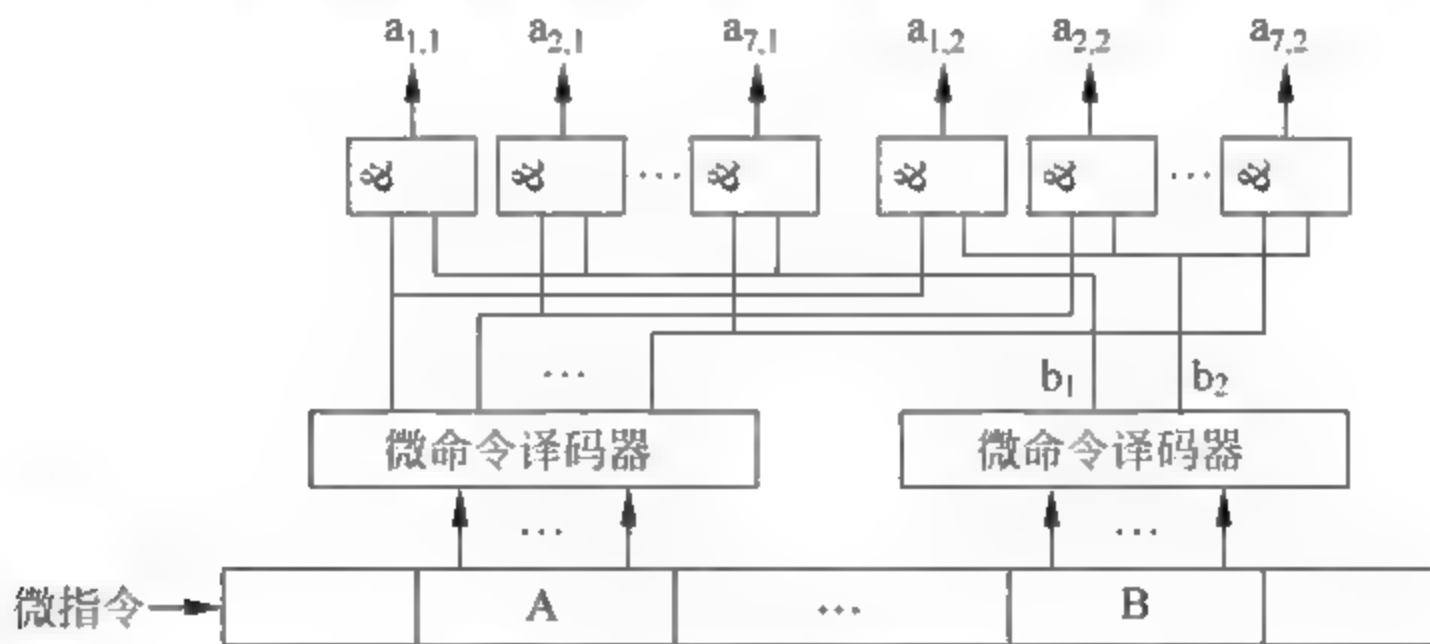 a1,1 a2,1 a7,1 a1,2 a2,2 a7,2
& & ... & & & ... &
... b1 b2
微命令译码器 微命令译码器
... ...
微指令 A ... B